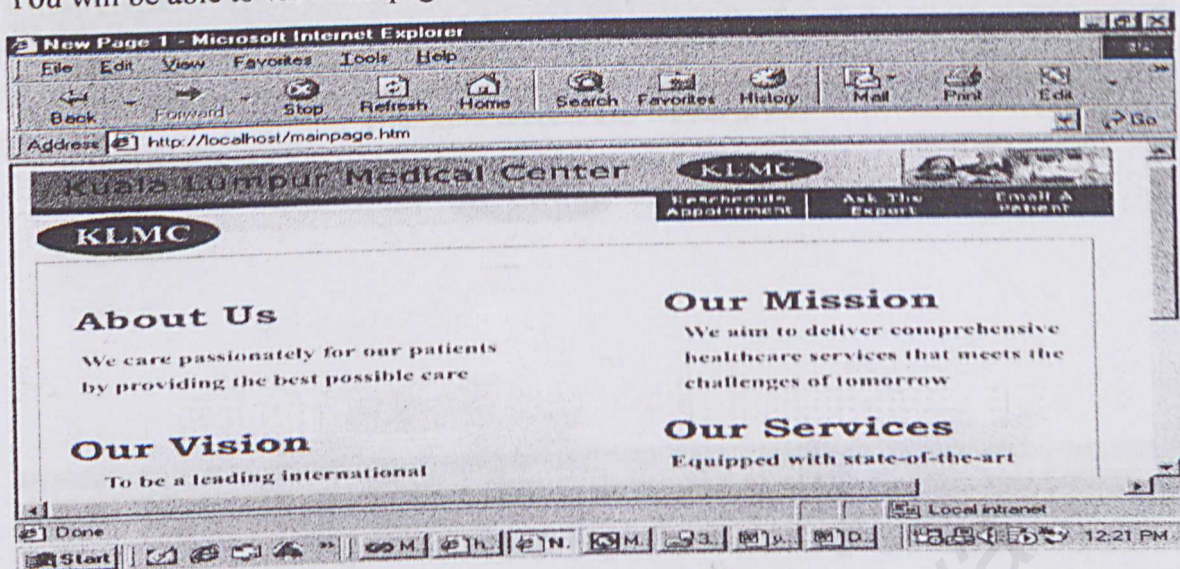 You will be able to
New Page 1 - Microsoft Internet Explorer
File Edit View Favorites Tools Help
Back Forward Stop Refresh Home Search Favorites History Mail Print Edit
Address http://localhost/mainpage.htm Go
Kuala Lumpur Medical Center KLMC
Reschedule Appointment Ask The Expert Email A Patient
KLMC
About Us
We care passionately for our patients
by providing the best possible care
Our Mission
We aim to deliver comprehensive
healthcare services that meets the
challenges of tomorrow
Our Vision
To be a leading international
Our Services
Equipped with state-of-the-art
Done Local intranet
Start M.. h.. N.. M.. 3.. y.. D.. 12:21 PM